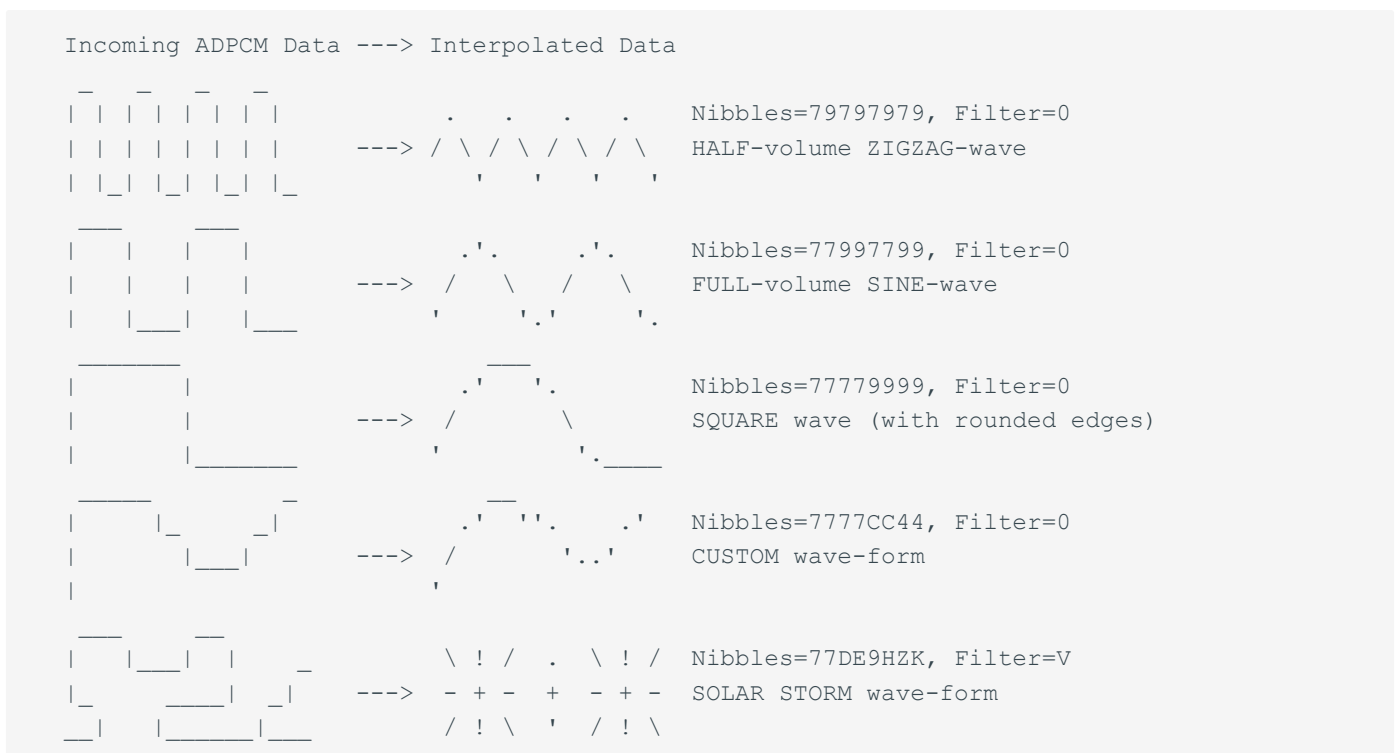 Incoming ADPCM Data ---> Interpolated Data
Nibbles=79797979, Filter=0
---> HALF-volume ZIGZAG-wave
Nibbles=77997799, Filter=0
---> FULL-volume SINE-wave
Nibbles=77779999, Filter=0
---> SQUARE wave (with rounded edges)
Nibbles=7777CC44, Filter=0
---> CUSTOM wave-form
Nibbles=77DE9HZK, Filter=V
---> SOLAR STORM wave-form